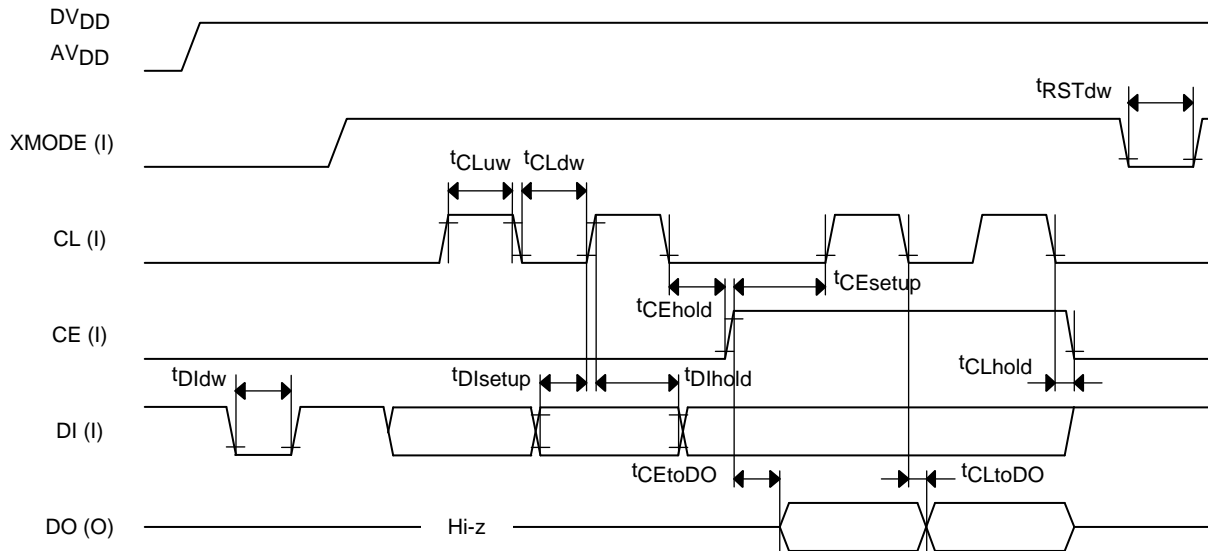 DVDD
AVDD
tRSTdw
XMODE (I)
tCLuw tCLdw
CL (I)
tCEhold tCEsetup
CE (I)
tDIdw tDIsetup tDIhold tCLhold
DI (I)
tCEtoDO tCLtoDO
DO (O) Hi-z